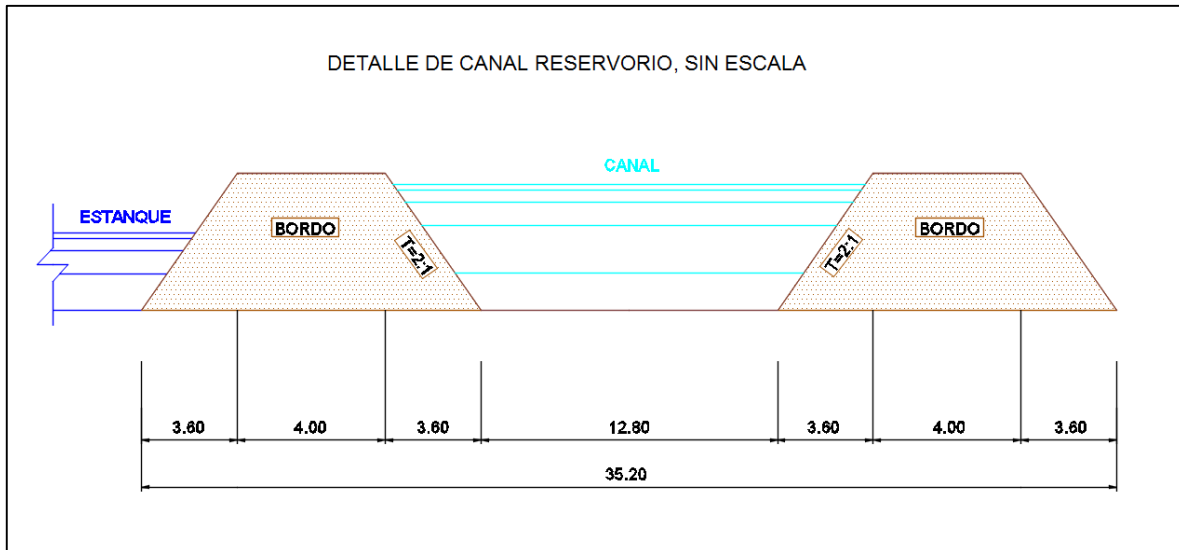 DETALLE DE CANAL RESERVORIO, SIN ESCALA
CANAL
ESTANQUE
BORDO
BORDO
T=2:1
T=2:1
3.60
4.00
3.60
12.80
3.60
4.00
3.60
35.20